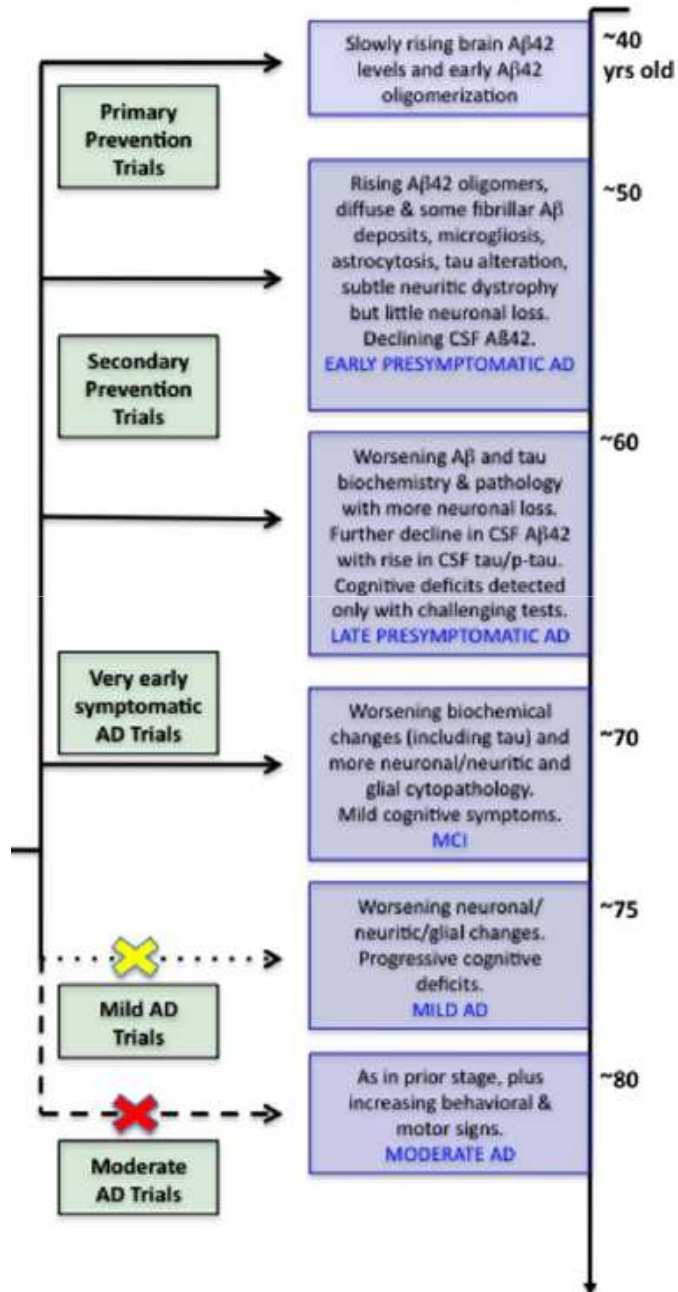 Slowly rising brain Aβ42
levels and early Aβ42
oligomerization
~40
yrs old
Primary
Prevention
Trials
Rising Aβ42 oligomers,
diffuse & some fibrillar Aβ
deposits, microgliosis,
astrocytosis, tau alteration,
subtle neuritic dystrophy
but little neuronal loss.
Declining CSF Aß42.
EARLY PRESYMPTOMATIC AD
~50
Secondary
Prevention
Trials
Worsening Aβ and tau
biochemistry & pathology
with more neuronal loss.
Further decline in CSF Aβ42
with rise in CSF tau/p-tau.
Cognitive deficits detected
only with challenging tests.
LATE PRESYMPTOMATIC AD
~60
Very early
symptomatic
AD Trials
Worsening biochemical
changes (including tau) and
more neuronal/neuritic and
glial cytopathology.
Mild cognitive symptoms.
MCI
~70
Worsening neuronal/
neuritic/glial changes.
Progressive cognitive
deficits.
MILD AD
~75
Mild AD
Trials
As in prior stage, plus
increasing behavioral &
motor signs.
MODERATE AD
~80
Moderate
AD Trials